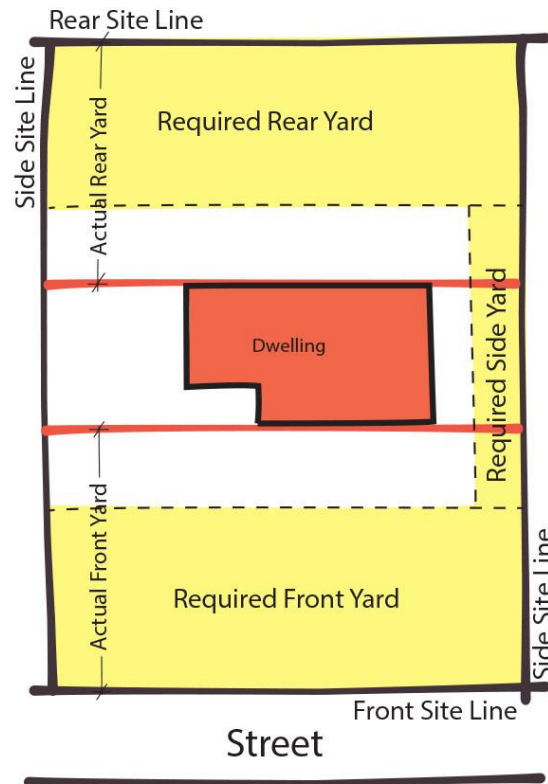 Rear Site Line
Side Site Line
Actual Rear Yard
Required Rear Yard
Dwelling
Required Side Yard
Actual Front Yard
Required Front Yard
Side Site Line
Front Site Line
Street